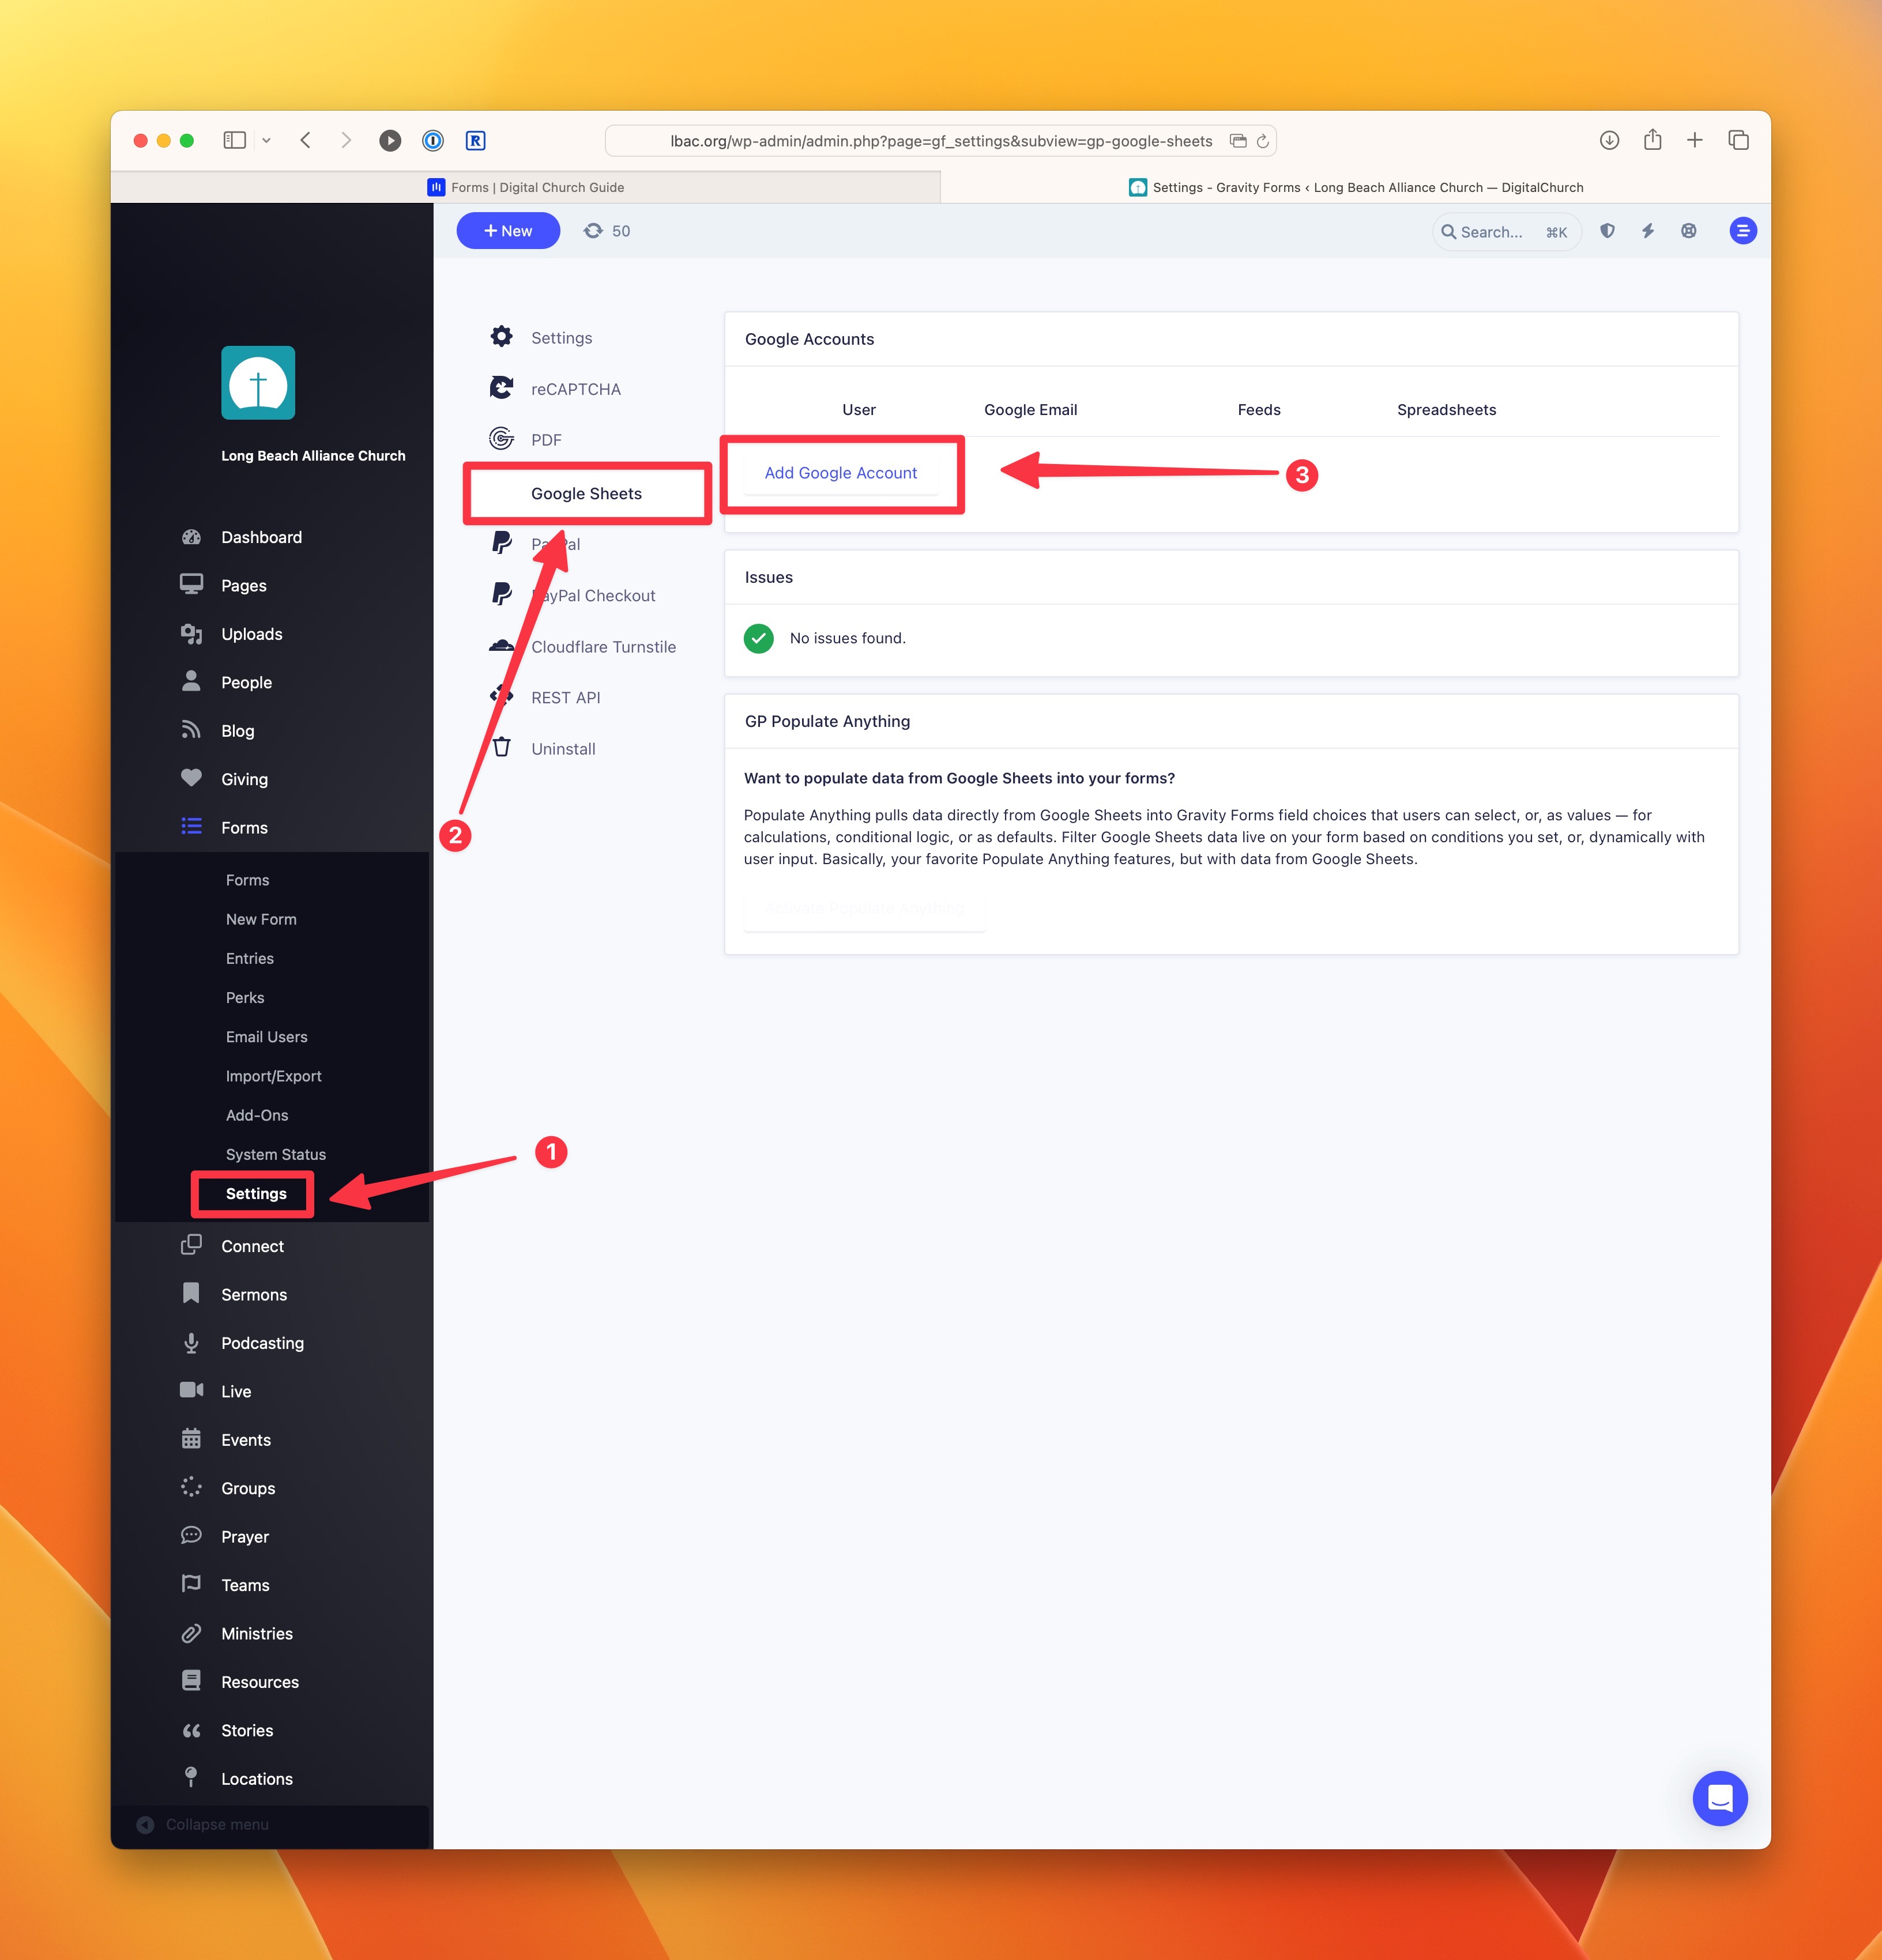 lbac.org/wp-admin/admin.php?page=gf_settings&subview=gp-google-sheets
Forms | Digital Church Guide
Settings - Gravity Forms ‹ Long Beach Alliance Church — DigitalChurch
+ New
50
Search... ⌘K
Long Beach Alliance Church
Dashboard
Pages
Uploads
People
Blog
Giving
Forms
Forms
New Form
Entries
Perks
Email Users
Import/Export
Add-Ons
System Status
Settings
1
Connect
Sermons
Podcasting
Live
Events
Groups
Prayer
Teams
Ministries
Resources
Stories
Locations
Collapse menu
Settings
reCAPTCHA
PDF
Google Sheets
PayPal
PayPal Checkout
Cloudflare Turnstile
REST API
Uninstall
2
Google Accounts
User Google Email Feeds Spreadsheets
Add Google Account
3
Issues
No issues found.
GP Populate Anything
Want to populate data from Google Sheets into your forms?
Populate Anything pulls data directly from Google Sheets into Gravity Forms field choices that users can select, or, as values — for
calculations, conditional logic, or as defaults. Filter Google Sheets data live on your form based on conditions you set, or, dynamically with
user input. Basically, your favorite Populate Anything features, but with data from Google Sheets.
Activate Populate Anything